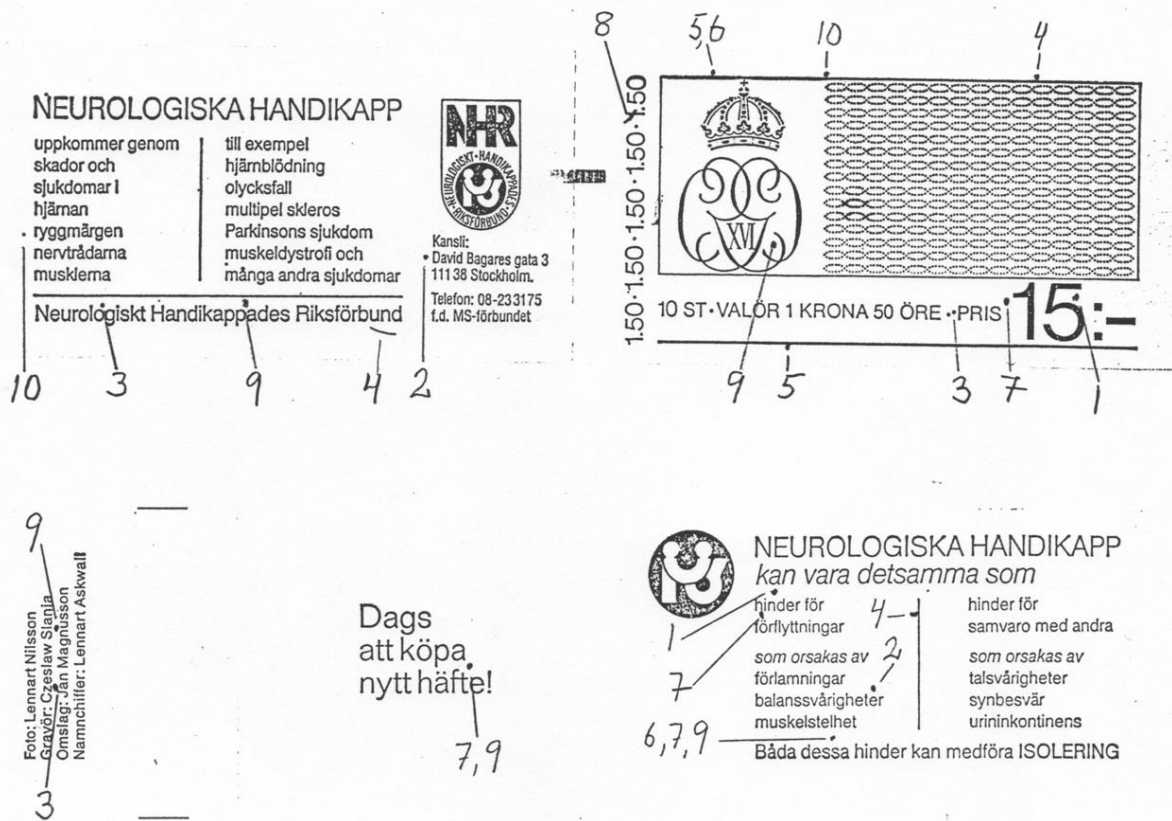 8
5,6
10
4
NEUROLOGISKA HANDIKAPP
uppkommer genom
skador och
sjukdomar i
hjärnan
ryggmärgen
nervtrådarna
musklerna
till exempel
hjärnblödning
olycksfall
multipel skleros
Parkinsons sjukdom
muskeldystrofi och
många andra sjukdomar
NHR
NEUROLOGISKT HANDIKAPPADES RIKSFÖRBUND
Kansli:
David Bagares gata 3
111 38 Stockholm.
Telefon: 08-233175
f.d. MS-förbundet
Neurologiskt Handikappades Riksförbund
10
3
9
4
2
1.50·1.50·1.50·1.50·1.50
XVI
10 ST·VALÖR 1 KRONA 50 ÖRE·PRIS 15:-
9
5
3
7
1
9
Foto: Lennart Nilsson
Gravör: Czeslaw Slania
Omslag: Jan Magnusson
Namnchiffer: Lennart Askwall
3
Dags
att köpa
nytt häfte!
7,9
NEUROLOGISKA HANDIKAPP
kan vara detsamma som
hinder för
förflyttningar
som orsakas av
förlamningar
balanssvårigheter
muskelstelhet
hinder för
samvaro med andra
som orsakas av
talsvårigheter
synbesvär
urininkontinens
Båda dessa hinder kan medföra ISOLERING
1
4
2
7
6,7,9